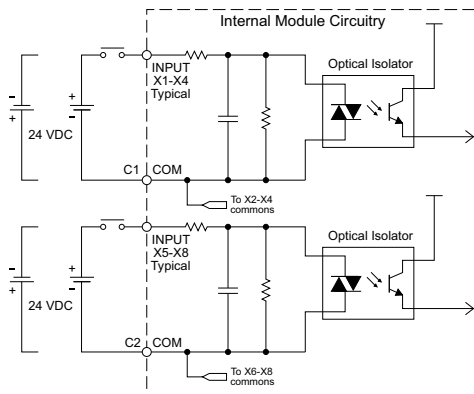 Internal Module Circuitry
INPUT
X1-X4
Typical
Optical Isolator
-
+
+
-
24 VDC
C1
COM
To X2-X4
commons
INPUT
X5-X8
Typical
Optical Isolator
-
+
+
-
24 VDC
C2
COM
To X6-X8
commons